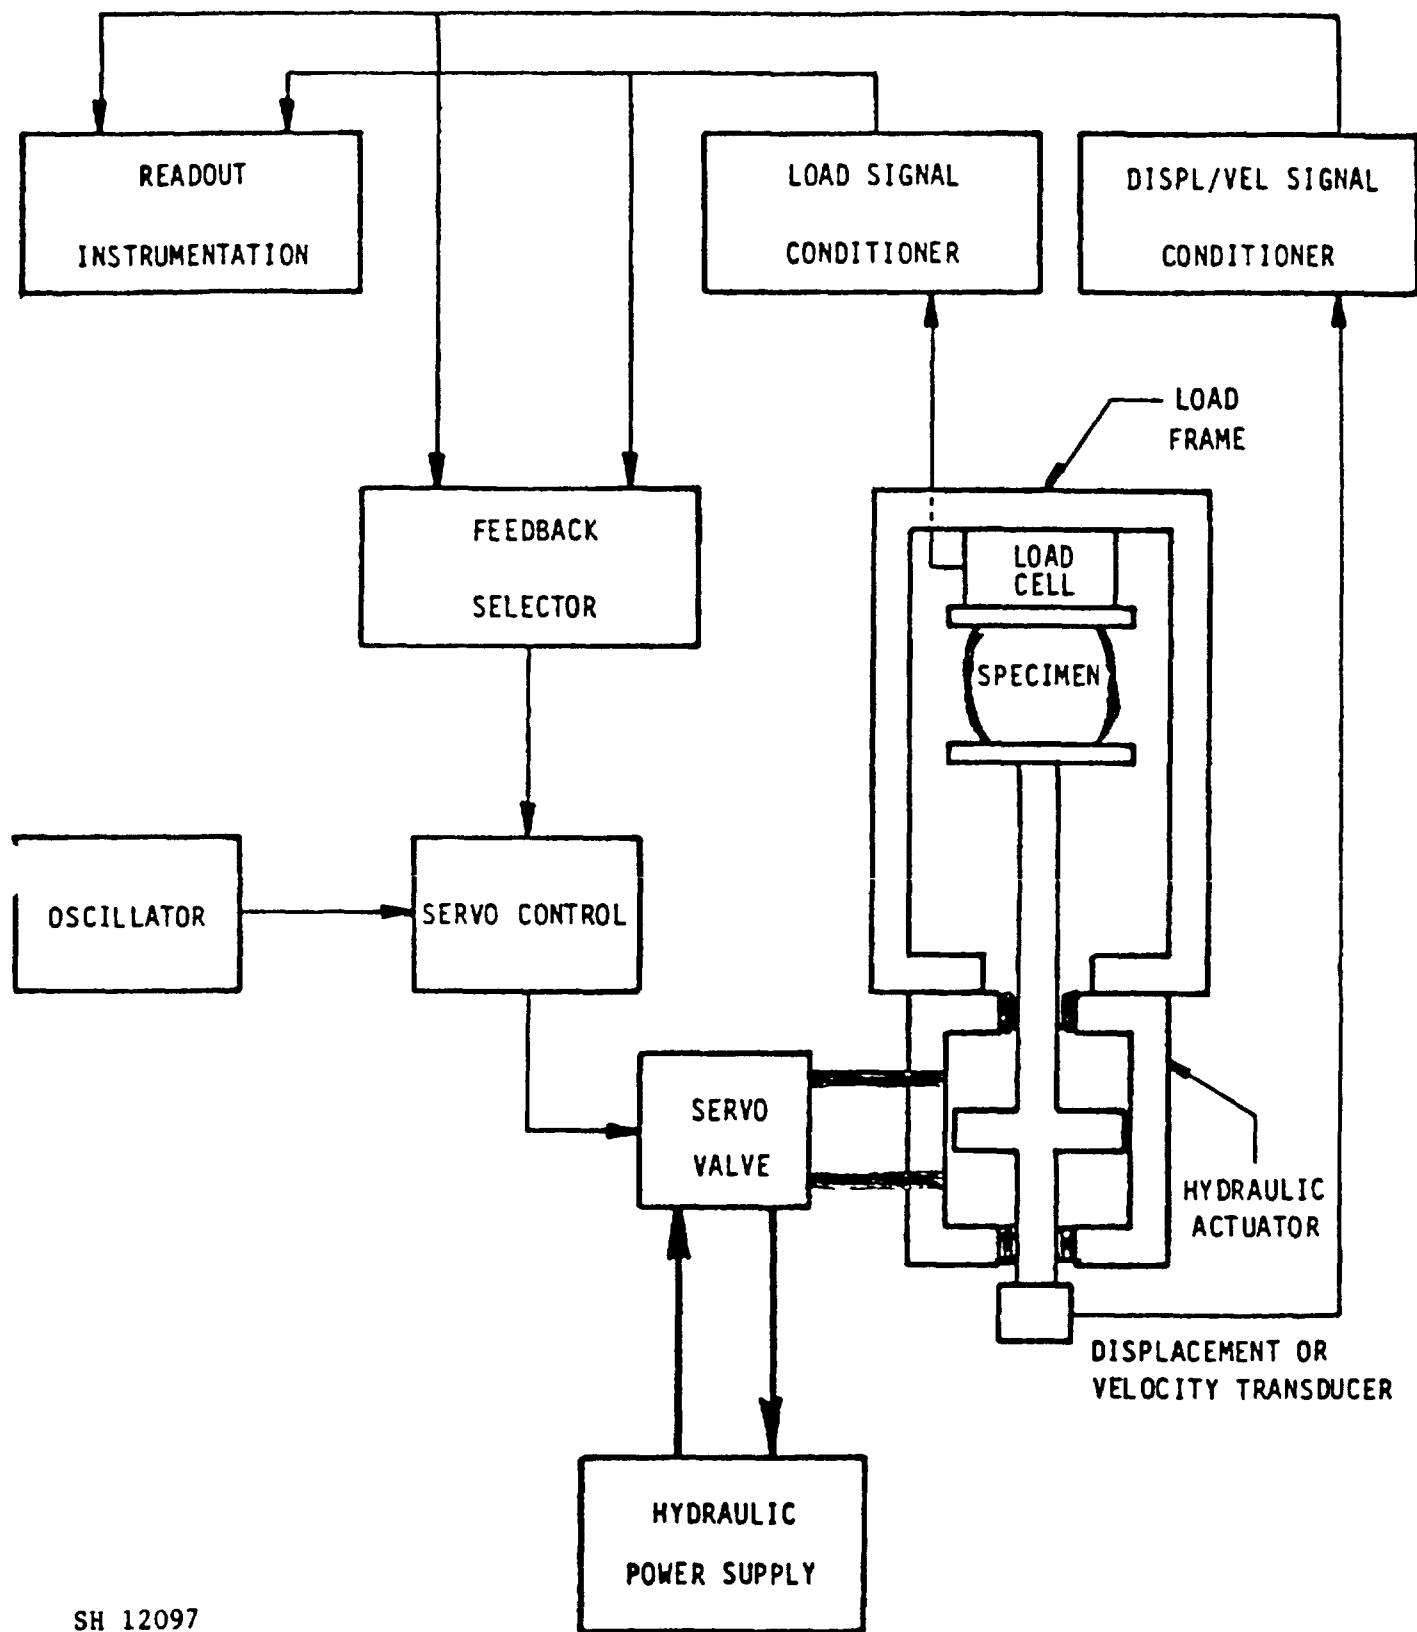 READOUT
INSTRUMENTATION
LOAD SIGNAL
CONDITIONER
DISPL/VEL SIGNAL
CONDITIONER
LOAD
FRAME
FEEDBACK
SELECTOR
LOAD
CELL
SPECIMEN
OSCILLATOR
SERVO CONTROL
SERVO
VALVE
HYDRAULIC
ACTUATOR
DISPLACEMENT OR
VELOCITY TRANSDUCER
HYDRAULIC
POWER SUPPLY
SH 12097